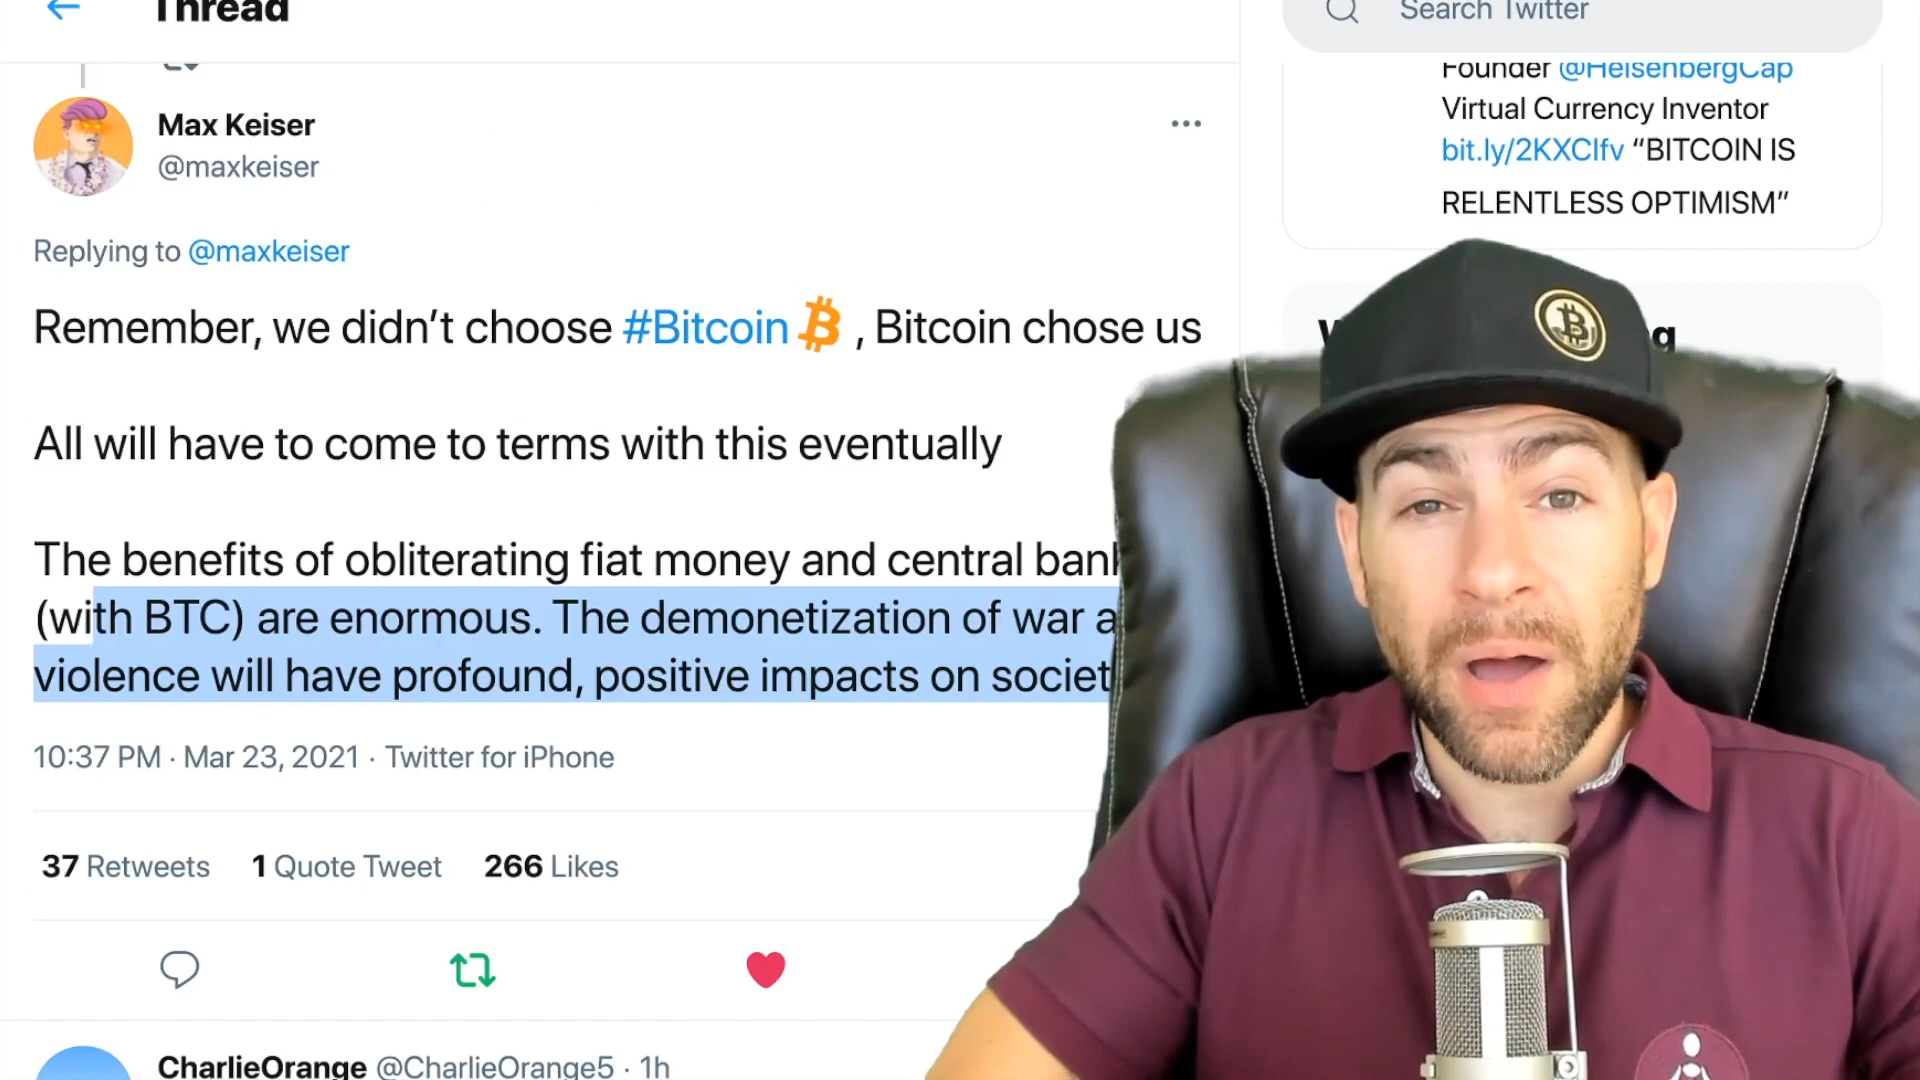 Thread
Search Twitter
Max Keiser
@maxkeiser
Replying to @maxkeiser
Remember, we didn't choose #Bitcoin₿ , Bitcoin chose us
All will have to come to terms with this eventually
The benefits of obliterating fiat money and central
(with BTC) are enormous. The demonetization of war
violence will have profound, positive impacts on
10:37 PM · Mar 23, 2021 · Twitter for iPhone
37 Retweets 1 Quote Tweet 266 Likes
CharlieOrange @CharlieOrange5 · 1h
Founder @HeisenbergCap
Virtual Currency Inventor
bit.ly/2KXClfv “BITCOIN IS
RELENTLESS OPTIMISM”